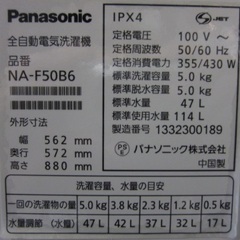 Panasonic
IPX4
JET
全自動電気洗濯機
品番
NA-F50B6
定格電圧 100 V～
定格周波数 50/60 Hz
定格消費電力 355/430 W
標準洗濯容量 5.0 kg
標準脱水容量 5.0 kg
標準水量 47 L
標準使用水量 114 L
製造番号 1332300189
外形寸法
幅 562 mm
奥行 572 mm
高さ 880 mm
PSE
パナソニック株式会社
中国製
洗濯容量、水量の目安
一回の洗濯物の量 5.0 kg 3.8 kg 2.3 kg 1.2 kg 0.5 kg
水量調節(水量) 47 L 42 L 37 L 32 L 17 L